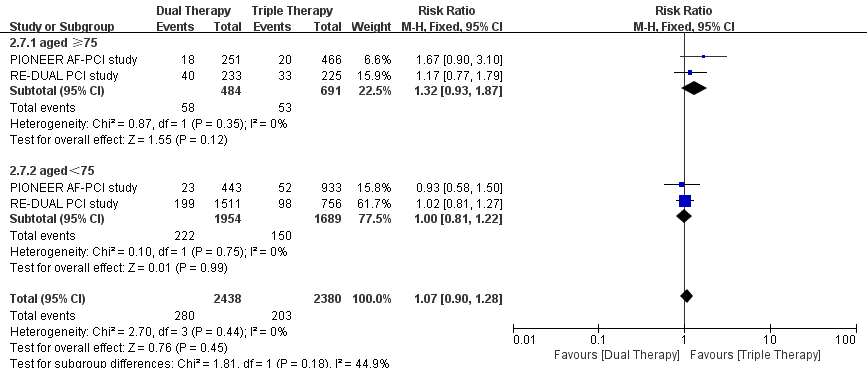 Dual Therapy Triple Therapy Risk Ratio Risk Ratio
Study or Subgroup Events Total Events Total Weight M-H, Fixed, 95% CI M-H, Fixed, 95% CI
2.7.1 aged ≥75
PIONEER AF-PCI study 18 251 20 466 6.6% 1.67 [0.90, 3.10]
RE-DUAL PCI study 40 233 33 225 15.9% 1.17 [0.77, 1.79]
Subtotal (95% CI) 484 691 22.5% 1.32 [0.93, 1.87]
Total events 58 53
Heterogeneity: Chi² = 0.87, df = 1 (P = 0.35); I² = 0%
Test for overall effect: Z = 1.55 (P = 0.12)
2.7.2 aged<75
PIONEER AF-PCI study 23 443 52 933 15.8% 0.93 [0.58, 1.50]
RE-DUAL PCI study 199 1511 98 756 61.7% 1.02 [0.81, 1.27]
Subtotal (95% CI) 1954 1689 77.5% 1.00 [0.81, 1.22]
Total events 222 150
Heterogeneity: Chi² = 0.10, df = 1 (P = 0.75); I² = 0%
Test for overall effect: Z = 0.01 (P = 0.99)
Total (95% CI) 2438 2380 100.0% 1.07 [0.90, 1.28]
Total events 280 203
Heterogeneity: Chi² = 2.70, df = 3 (P = 0.44); I² = 0%
Test for overall effect: Z = 0.76 (P = 0.45)
Test for subgroup differences: Chi² = 1.81, df = 1 (P = 0.18), I² = 44.9%
0.01 0.1 1 10 100
Favours [Dual Therapy] Favours [Triple Therapy]